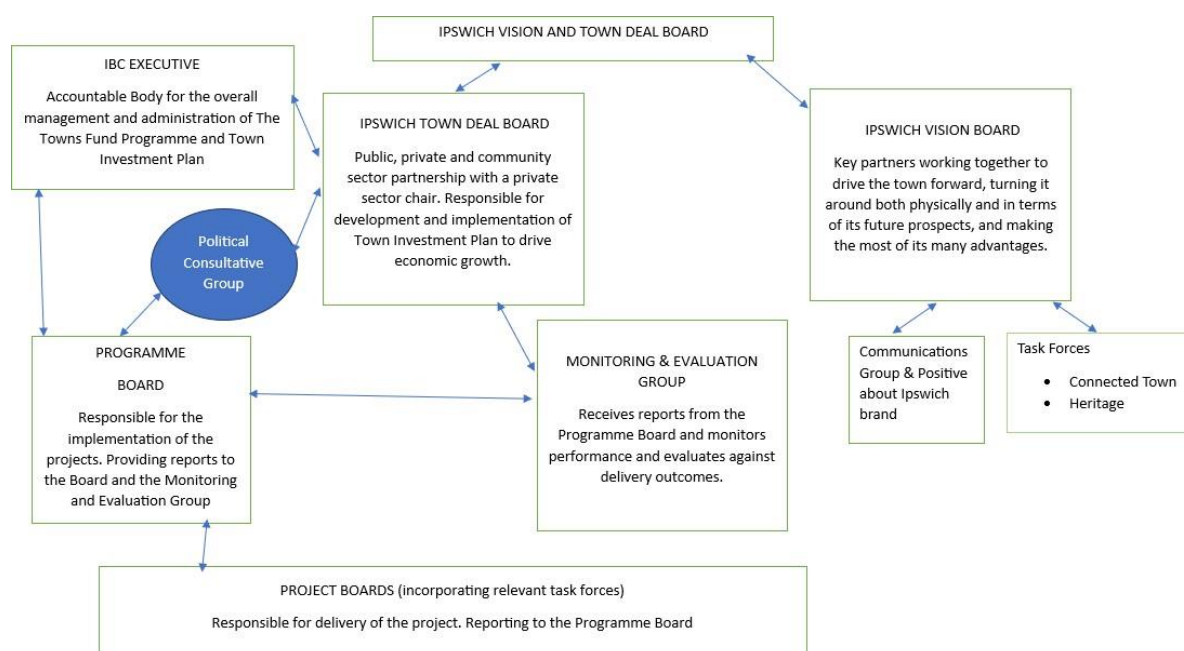 IPSWICH VISION AND TOWN DEAL BOARD
IBC EXECUTIVE
Accountable Body for the overall
management and administration of The
Towns Fund Programme and Town
Investment Plan
IPSWICH TOWN DEAL BOARD
Public, private and community
sector partnership with a private
sector chair. Responsible for
development and implementation of
Town Investment Plan to drive
economic growth.
IPSWICH VISION BOARD
Key partners working together to
drive the town forward, turning it
around both physically and in terms
of its future prospects, and making
the most of its many advantages.
Political
Consultative
Group
PROGRAMME
BOARD
Responsible for the
implementation of the
projects. Providing reports to
the Board and the Monitoring
and Evaluation Group
MONITORING & EVALUATION
GROUP
Receives reports from the
Programme Board and monitors
performance and evaluates against
delivery outcomes.
Communications
Group & Positive
about Ipswich
brand
Task Forces
• Connected Town
• Heritage
PROJECT BOARDS (incorporating relevant task forces)
Responsible for delivery of the project. Reporting to the Programme Board